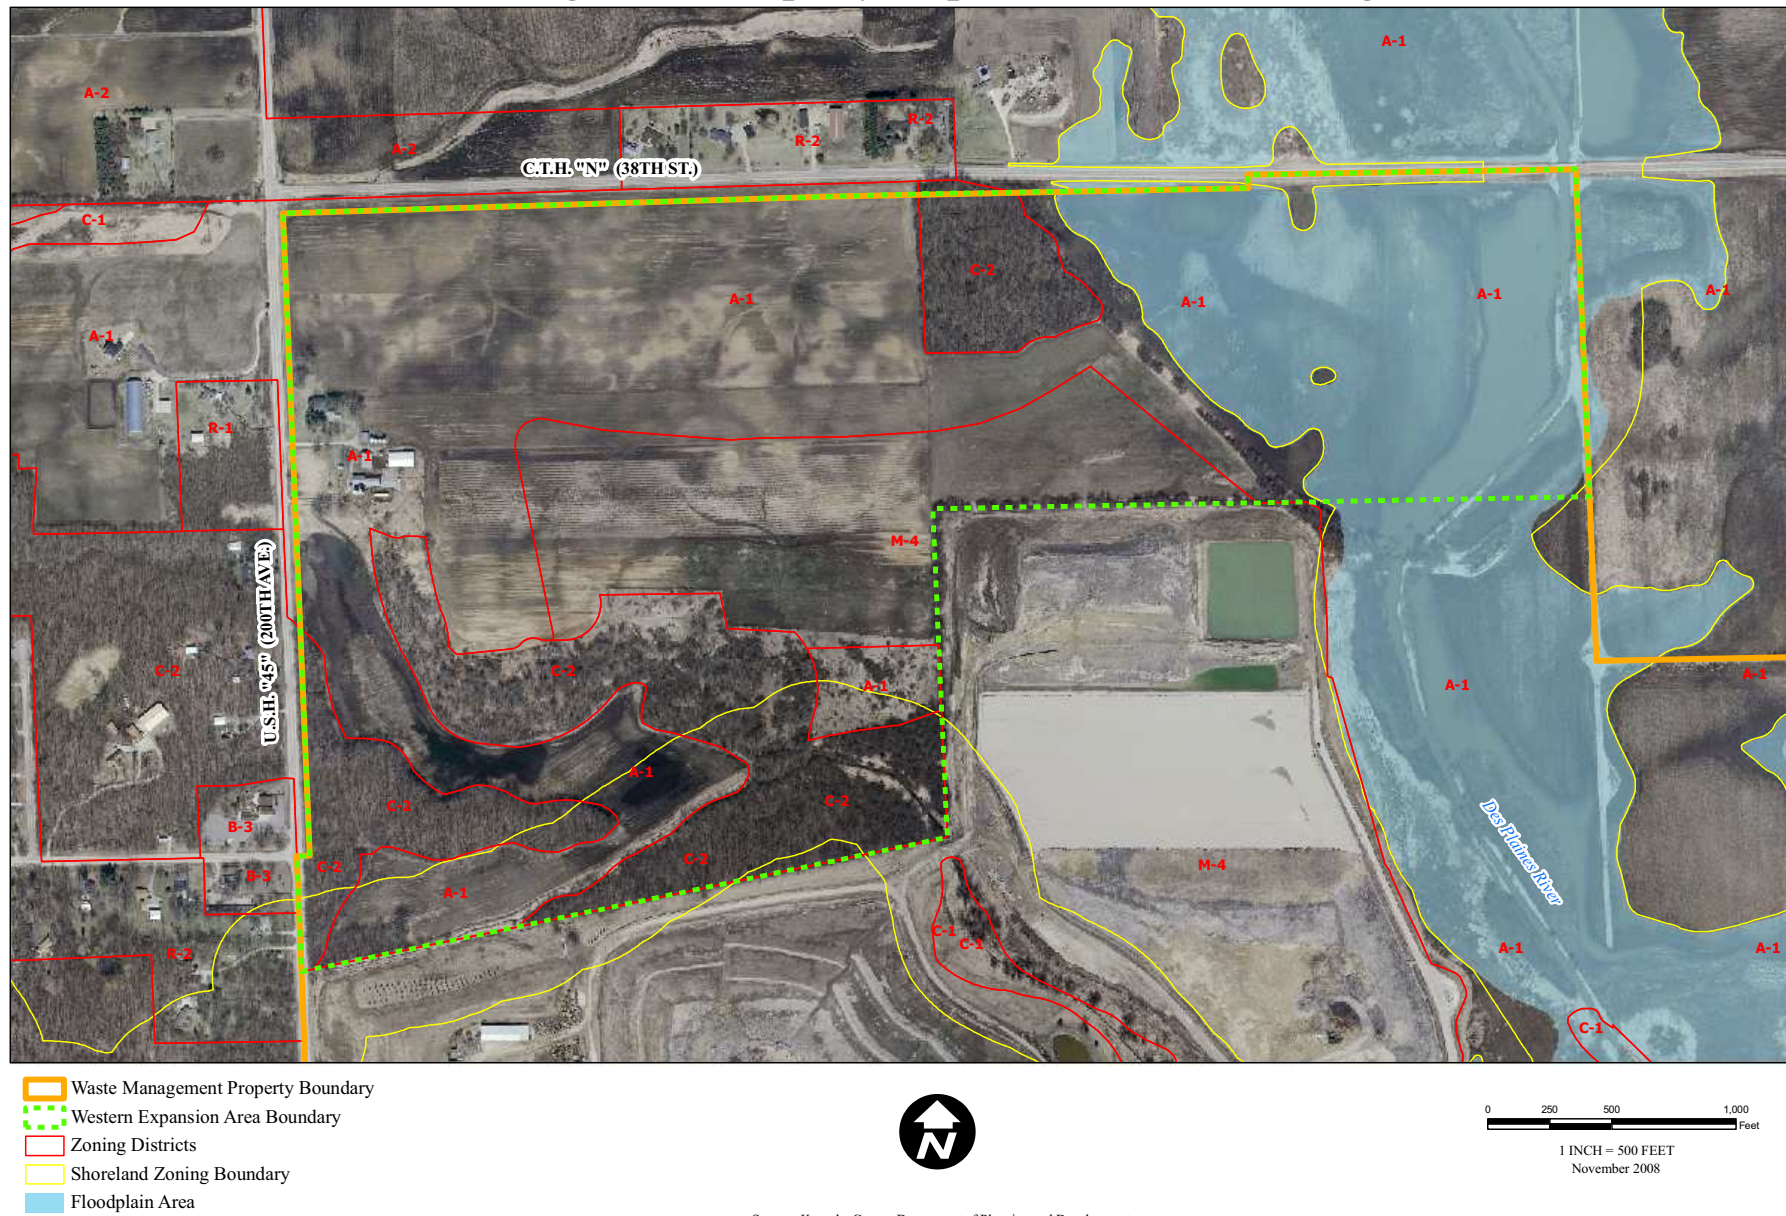 A-1
A-2
R-2
R-2
A-2
C.T.H. "N" (38TH ST.)
C-1
C-2
A-1
A-1
A-1
A-1
A-1
R-1
A-1
M-4
U.S.H. "45" (200TH AVE.)
C-2
C-2
A-1
A-1
A-1
A-1
C-2
C-2
B-3
Des Plaines River
C-2
C-2
B-3
M-4
A-1
C-1
C-1
A-1
A-1
R-2
C-1
Waste Management Property Boundary
Western Expansion Area Boundary
Zoning Districts
Shoreland Zoning Boundary
Floodplain Area
N
0 250 500 1,000
Feet
1 INCH = 500 FEET
November 2008